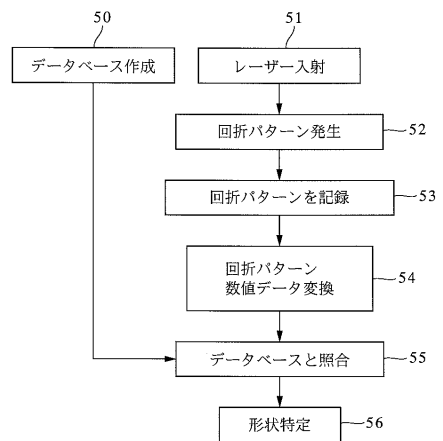 50
51
データベース作成
レーザー入射
回折パターン発生
52
回折パターンを記録
53
回折パターン
数値データ変換
54
データベースと照合
55
形状特定
56